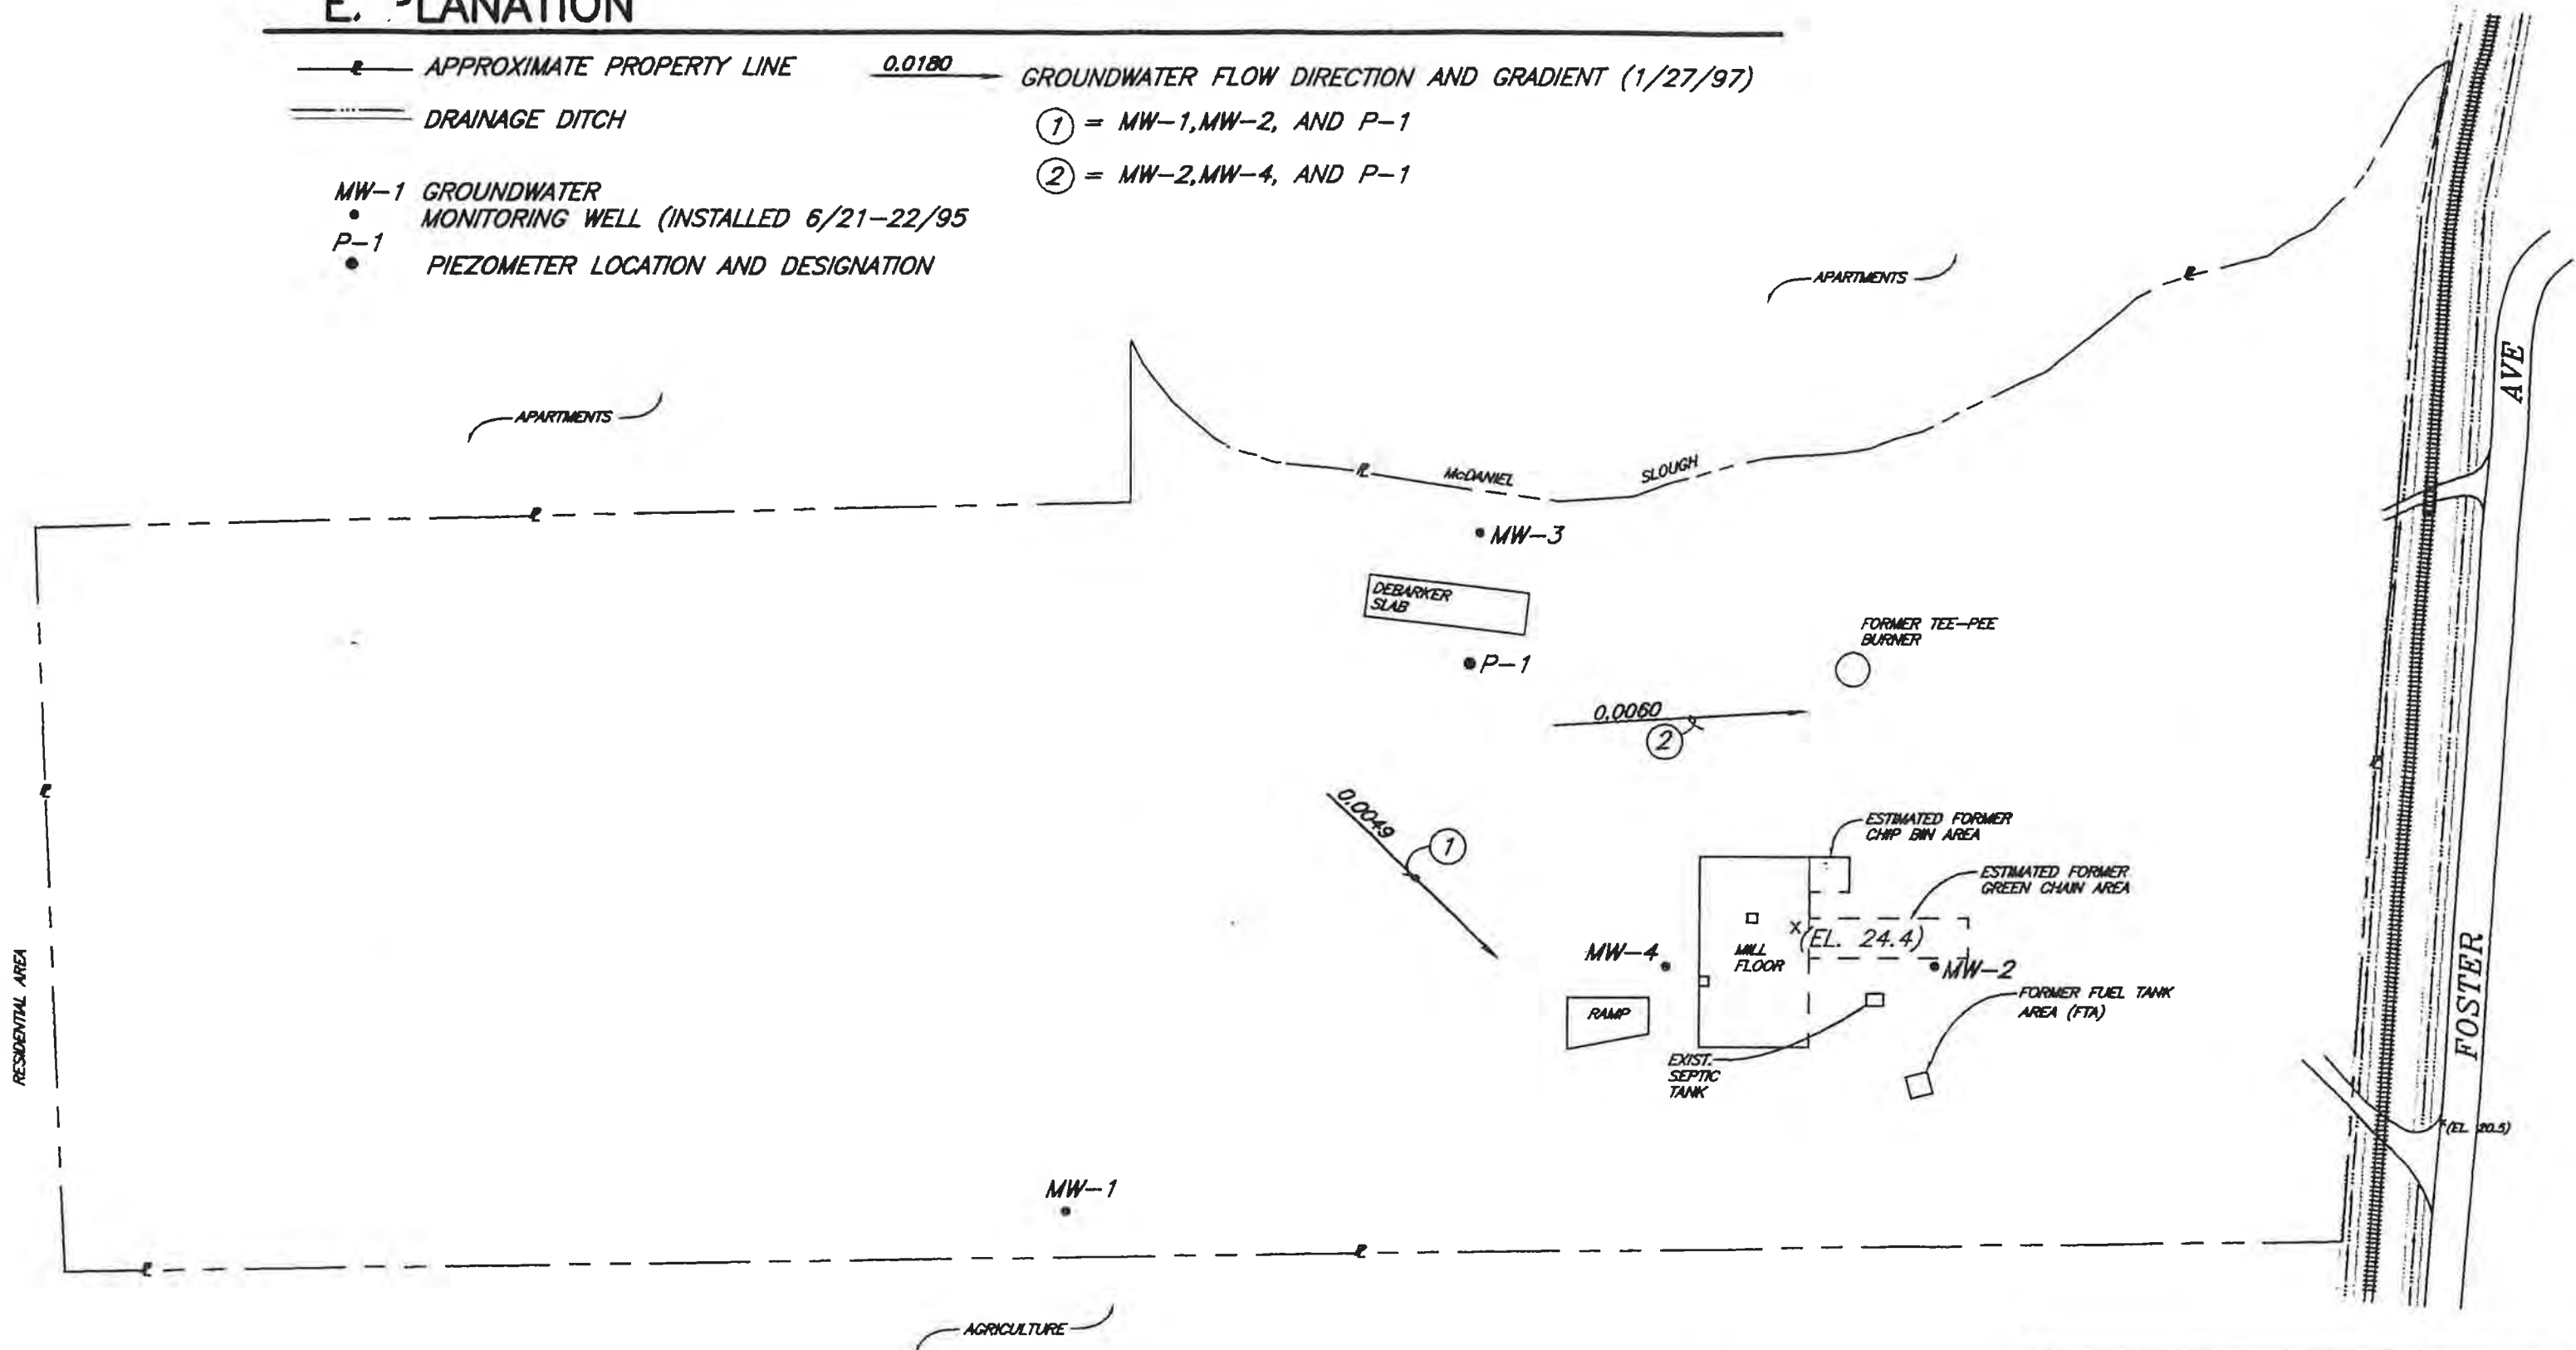 E. PLANATION
APPROXIMATE PROPERTY LINE
DRAINAGE DITCH
MW-1 GROUNDWATER
MONITORING WELL (INSTALLED 6/21-22/95
P-1
PIEZOMETER LOCATION AND DESIGNATION
0.0180
GROUNDWATER FLOW DIRECTION AND GRADIENT (1/27/97)
1 = MW-1,MW-2, AND P-1
2 = MW-2,MW-4, AND P-1
APARTMENTS
APARTMENTS
McDANIEL SLOUGH
MW-3
DEBARKER
SLAB
P-1
FORMER TEE-PEE
BURNER
0.0060
2
0.0049
1
ESTIMATED FORMER
CHIP BIN AREA
ESTIMATED FORMER
GREEN CHAIN AREA
X(EL. 24.4)
MILL
FLOOR
MW-4
MW-2
RAMP
FORMER FUEL TANK
AREA (FTA)
EXIST.
SEPTIC
TANK
MW-1
RESIDENTIAL AREA
AGRICULTURE
FOSTER AVE
x(EL. 20.5)